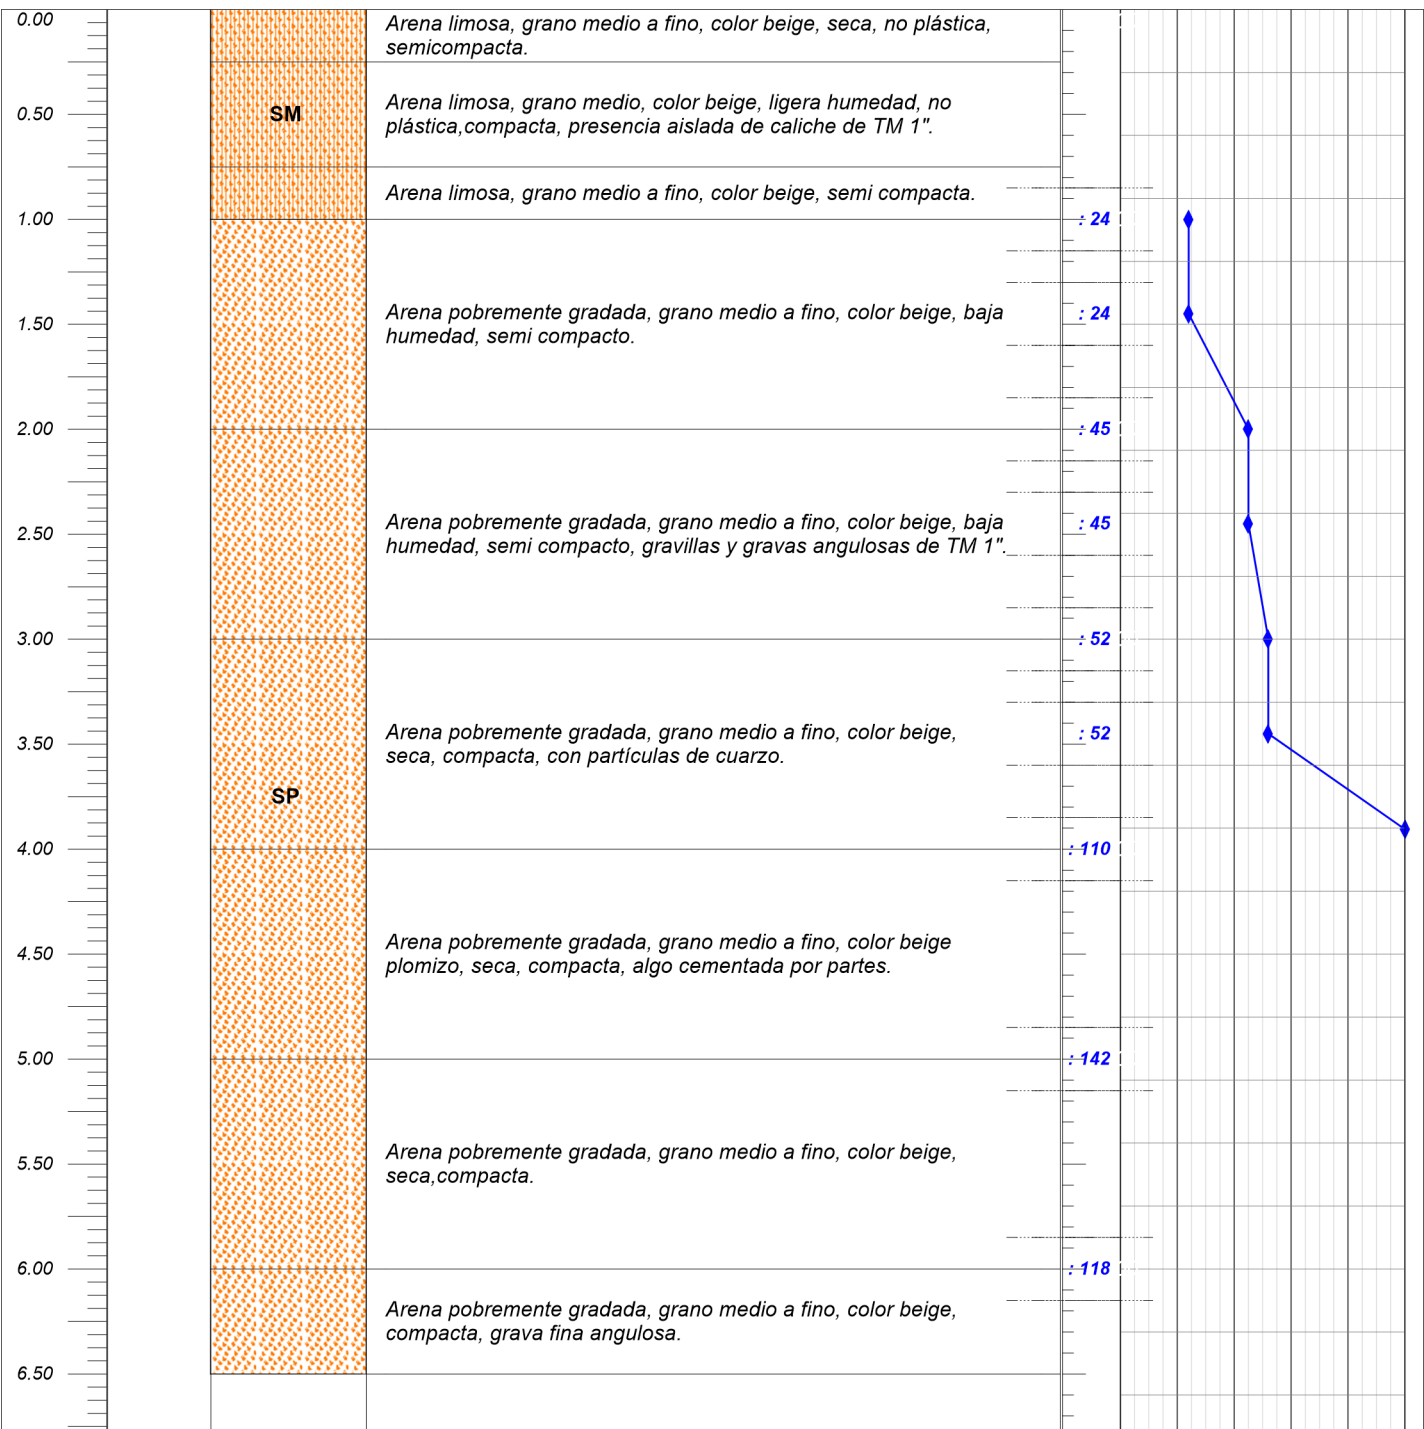 0.00
Arena limosa, grano medio a fino, color beige, seca, no plástica,
semicompacta.
0.50
SM
Arena limosa, grano medio, color beige, ligera humedad, no
plástica,compacta, presencia aislada de caliche de TM 1".
Arena limosa, grano medio a fino, color beige, semi compacta.
1.00
: 24
Arena pobremente gradada, grano medio a fino, color beige, baja
humedad, semi compacto.
1.50
: 24
2.00
: 45
Arena pobremente gradada, grano medio a fino, color beige, baja
humedad, semi compacto, gravillas y gravas angulosas de TM 1".
2.50
: 45
3.00
: 52
Arena pobremente gradada, grano medio a fino, color beige,
seca, compacta, con partículas de cuarzo.
3.50
: 52
SP
4.00
: 110
Arena pobremente gradada, grano medio a fino, color beige
plomizo, seca, compacta, algo cementada por partes.
4.50
5.00
: 142
Arena pobremente gradada, grano medio a fino, color beige,
seca,compacta.
5.50
6.00
: 118
Arena pobremente gradada, grano medio a fino, color beige,
compacta, grava fina angulosa.
6.50